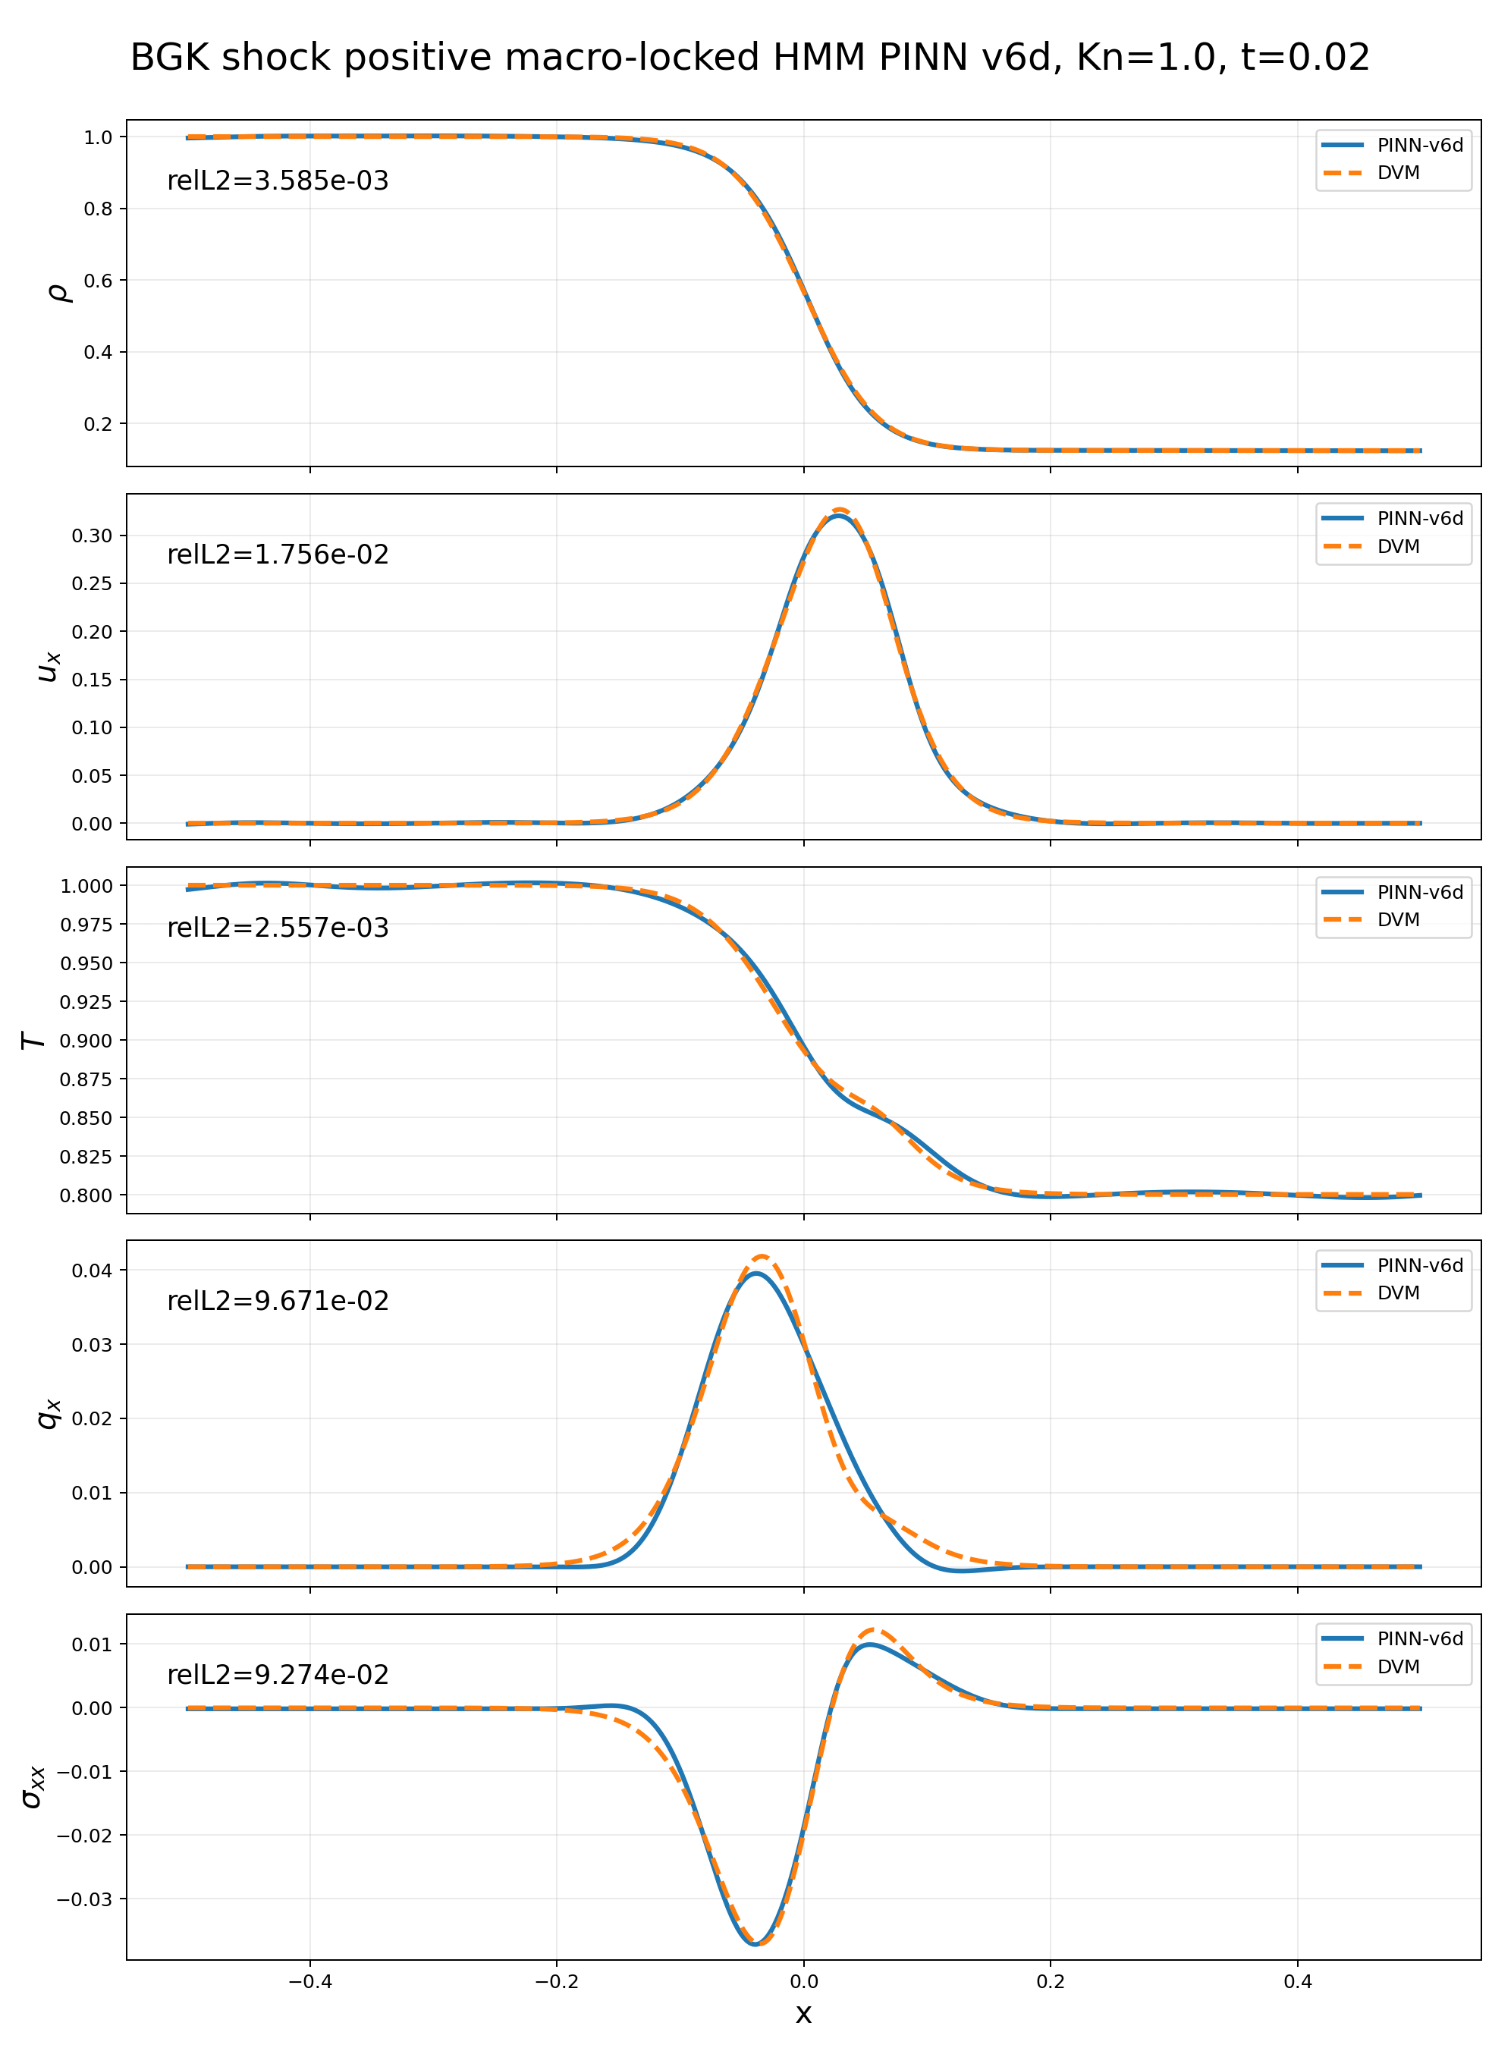 BGK shock positive macro-locked HMM PINN v6d, Kn=1.0, t=0.02
1.0
0.8
0.6
0.4
0.2
ρ
relL2=3.585e-03
PINN-v6d
DVM
0.30
0.25
0.20
0.15
0.10
0.05
0.00
uₓ
relL2=1.756e-02
PINN-v6d
DVM
1.000
0.975
0.950
0.925
0.900
0.875
0.850
0.825
0.800
T
relL2=2.557e-03
PINN-v6d
DVM
0.04
0.03
0.02
0.01
0.00
qₓ
relL2=9.671e-02
PINN-v6d
DVM
0.01
0.00
−0.01
−0.02
−0.03
σₓₓ
relL2=9.274e-02
PINN-v6d
DVM
−0.4 −0.2 0.0 0.2 0.4
x